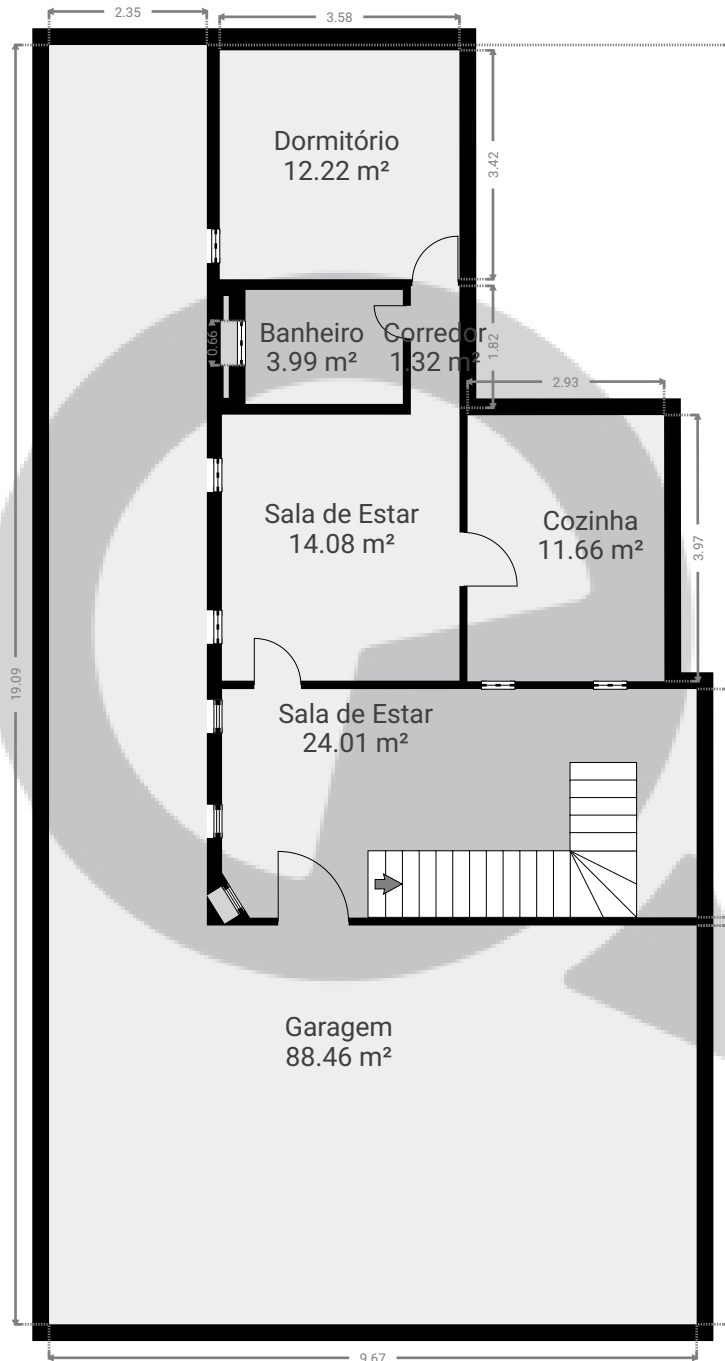 2.35
3.58
Dormitório
12.22 m²
3.42
Banheiro
3.99 m²
Corredor
1.32 m²
0.66
1.82
2.93
Sala de Estar
14.08 m²
Cozinha
11.66 m²
3.97
19.09
Sala de Estar
24.01 m²
Garagem
88.46 m²
9.67